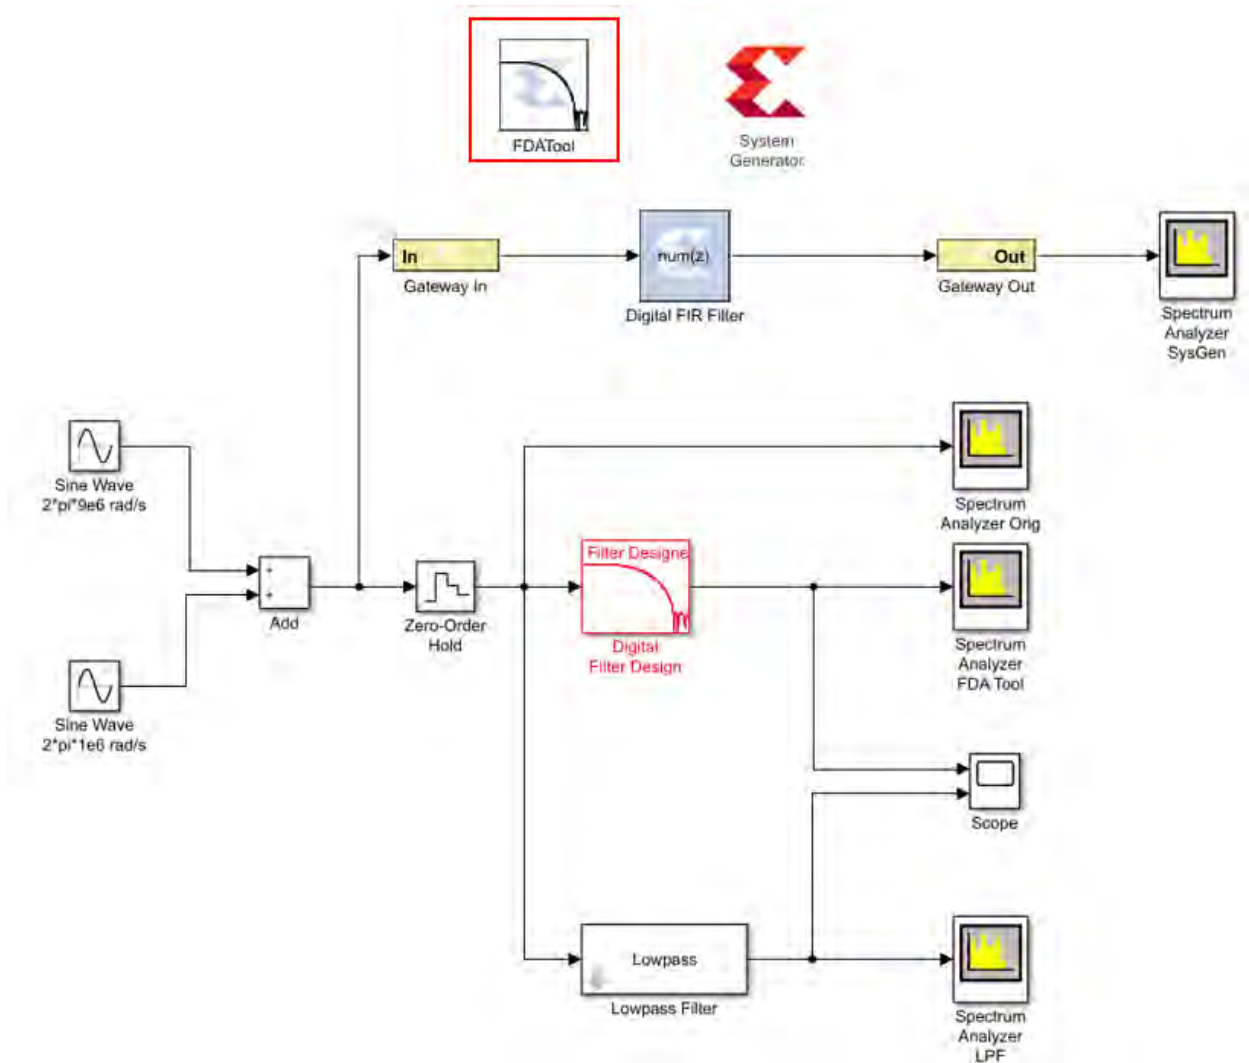 FDATool
System
Generator
In
Gateway In
num(z)
Digital FIR Filter
Out
Gateway Out
Spectrum
Analyzer
SysGen
Sine Wave
2*pi*9e6 rad/s
Spectrum
Analyzer Orig
Add
Zero-Order
Hold
Filter Designe
Digital
Filter Design
Spectrum
Analyzer
FDA Tool
Sine Wave
2*pi*1e6 rad/s
Scope
Lowpass
Lowpass Filter
Spectrum
Analyzer
LPF